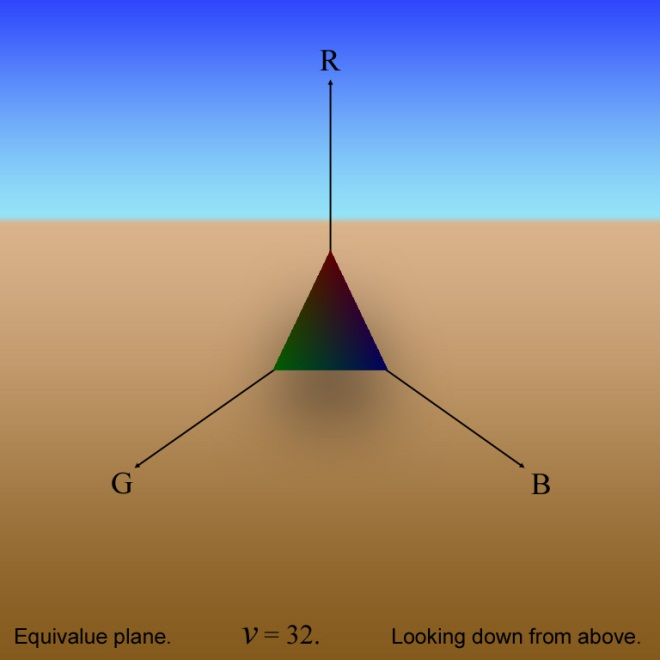 R
G
B
Equivalue plane. v = 32. Looking down from above.